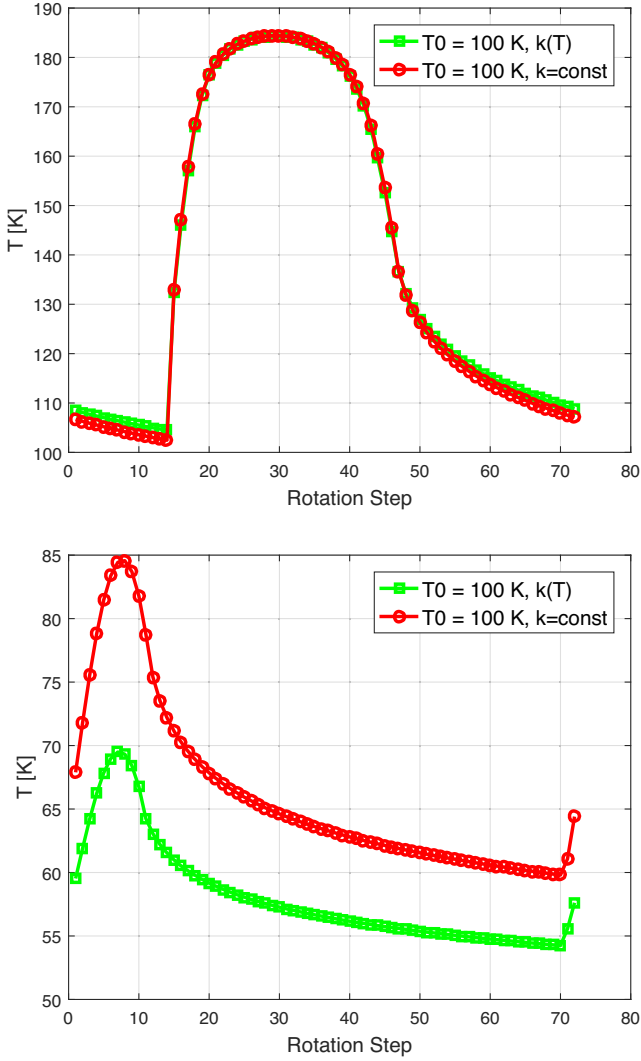 190
180
170
160
150
140
130
120
110
100
T [K]
T0 = 100 K, k(T)
T0 = 100 K, k=const
0 10 20 30 40 50 60 70 80
Rotation Step
85
80
75
70
65
60
55
50
T [K]
T0 = 100 K, k(T)
T0 = 100 K, k=const
0 10 20 30 40 50 60 70 80
Rotation Step